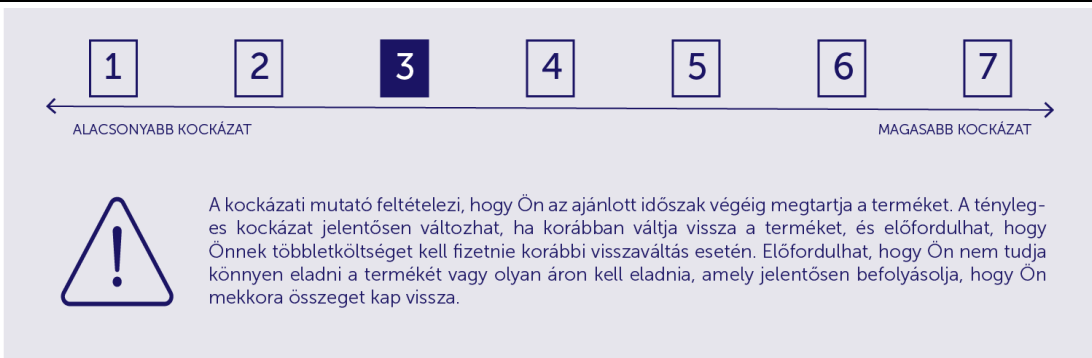 1 2 3 4 5 6 7
ALACSONYABB KOCKÁZAT MAGASABB KOCKÁZAT
A kockázati mutató feltételezi, hogy Ön az ajánlott időszak végéig megtartja a terméket. A tényleg-
es kockázat jelentősen változhat, ha korábban váltja vissza a terméket, és előfordulhat, hogy
Önnek többletköltséget kell fizetnie korábbi visszaváltás esetén. Előfordulhat, hogy Ön nem tudja
könnyen eladni a termékét vagy olyan áron kell eladnia, amely jelentősen befolyásolja, hogy Ön
mekkora összeget kap vissza.